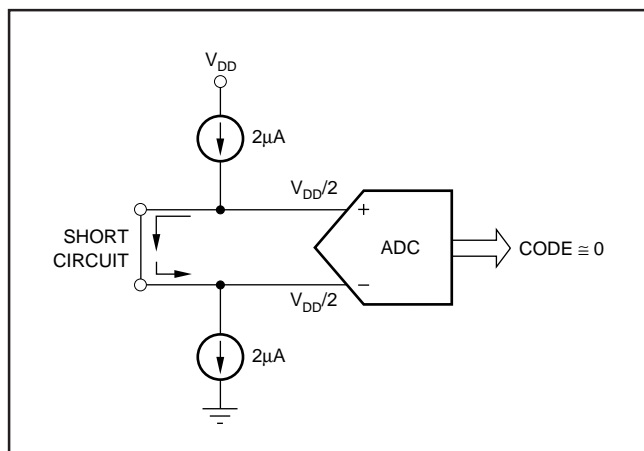 V_DD
2μA
V_DD/2
+
SHORT
CIRCUIT
ADC
CODE ≅ 0
−
V_DD/2
2μA